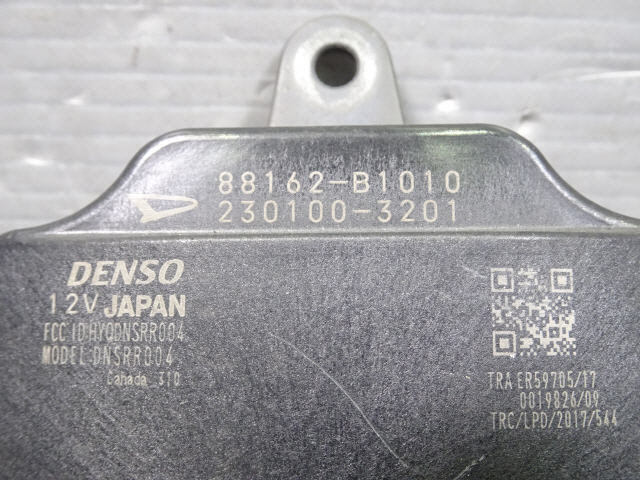 88162-B1010
230100-3201
DENSO
12V JAPAN
FCC ID HYQDNSRR004
MODEL:DNSRR004
Canada 310
TRA ER59705/17
0019826/09
TRC/LPD/2017/544